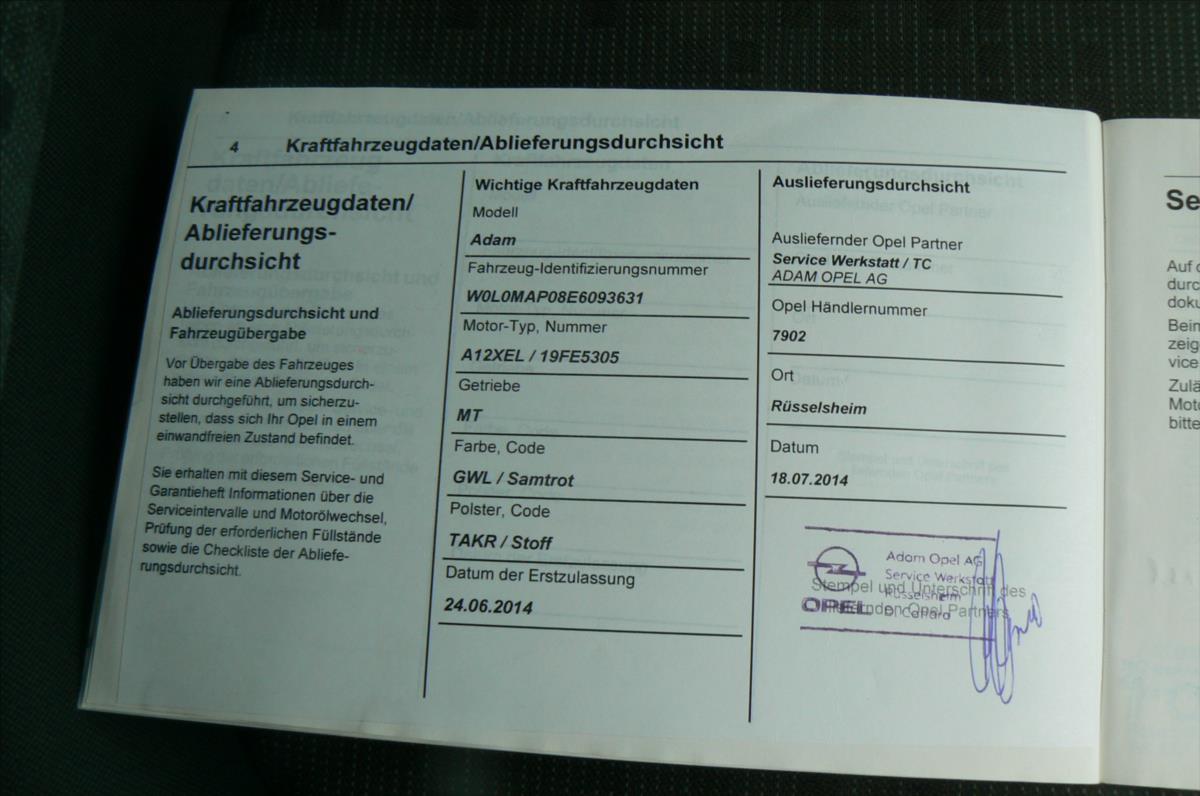 4 Kraftfahrzeugdaten/Ablieferungsdurchsicht
Kraftfahrzeugdaten/
Ablieferungs-
durchsicht
Ablieferungsdurchsicht und
Fahrzeugübergabe
Vor Übergabe des Fahrzeuges
haben wir eine Ablieferungsdurch-
sicht durchgeführt, um sicherzu-
stellen, dass sich Ihr Opel in einem
einwandfreien Zustand befindet.
Sie erhalten mit diesem Service- und
Garantieheft Informationen über die
Serviceintervalle und Motorölwechsel,
Prüfung der erforderlichen Füllstände
sowie die Checkliste der Abliefe-
rungsdurchsicht.
Wichtige Kraftfahrzeugdaten
Modell
Adam
Fahrzeug-Identifizierungsnummer
W0L0MAP08E6093631
Motor-Typ, Nummer
A12XEL / 19FE5305
Getriebe
MT
Farbe, Code
GWL / Samtrot
Polster, Code
TAKR / Stoff
Datum der Erstzulassung
24.06.2014
Auslieferungsdurchsicht
Ausliefernder Opel Partner
Service Werkstatt / TC
ADAM OPEL AG
Opel Händlernummer
7902
Ort
Rüsselsheim
Datum
18.07.2014
Adam Opel AG
Service Werkstatt
Stempel und Unterschrift des
Rüsselsheim
OPEL
Opel Partners
Se
Auf
durc
doku
Beim
zeig
vice
Zulä
Moto
bitte